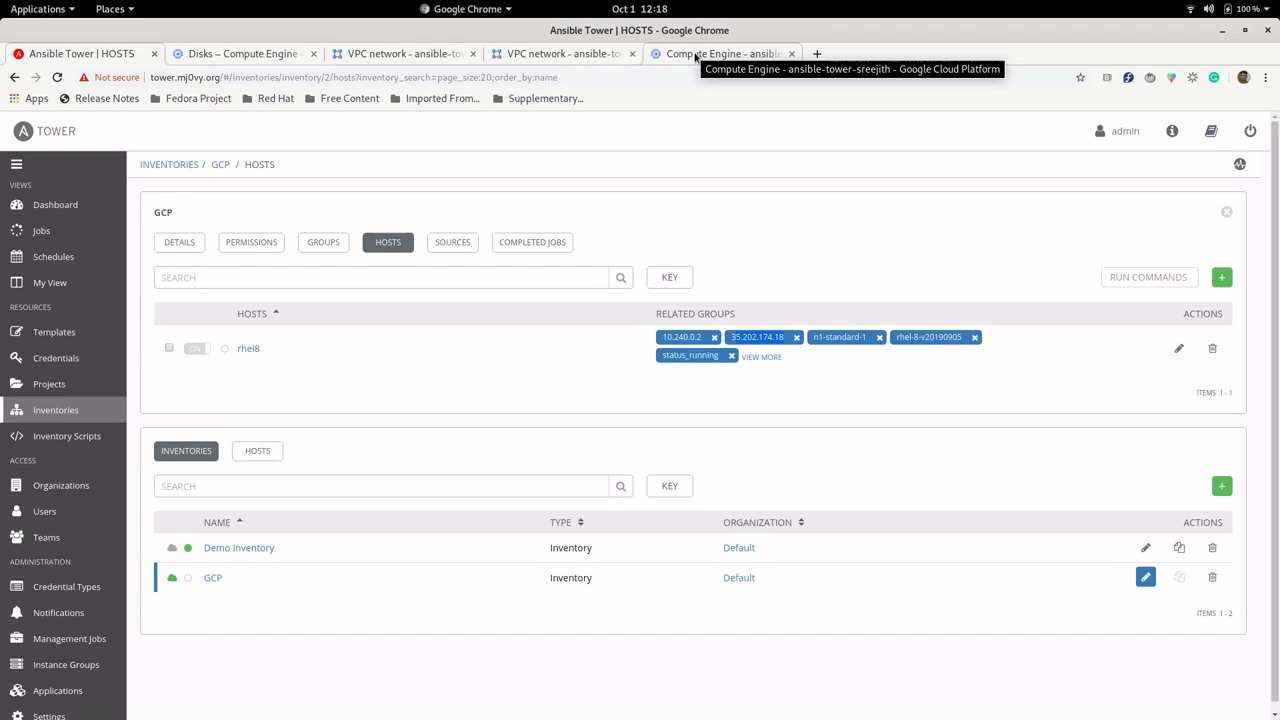 Applications Places Google Chrome Oct 1 12:18 100 %
Ansible Tower | HOSTS - Google Chrome
Ansible Tower | HOSTS Disks – Compute Engine - VPC network - ansible-to VPC network - ansible-to Compute Engine - ansible
Compute Engine - ansible-tower-sreejith - Google Cloud Platform
Not secure tower.mj0vy.org/#/inventories/inventory/2/hosts?inventory_search=page_size:20;order_by:name
Apps Release Notes Fedora Project Red Hat Free Content Imported From... Supplementary...
A TOWER admin
VIEWS
Dashboard
Jobs
Schedules
My View
RESOURCES
Templates
Credentials
Projects
Inventories
Inventory Scripts
ACCESS
Organizations
Users
Teams
ADMINISTRATION
Credential Types
Notifications
Management Jobs
Instance Groups
Applications
Settings
INVENTORIES / GCP / HOSTS
GCP
DETAILS PERMISSIONS GROUPS HOSTS SOURCES COMPLETED JOBS
SEARCH KEY RUN COMMANDS +
HOSTS RELATED GROUPS ACTIONS
ON rhel8 10.240.0.2 35.202.174.18 n1-standard-1 rhel-8-v20190905
status_running VIEW MORE
ITEMS 1 - 1
INVENTORIES HOSTS
SEARCH KEY +
NAME TYPE ORGANIZATION ACTIONS
Demo Inventory Inventory Default
GCP Inventory Default
ITEMS 1 - 2